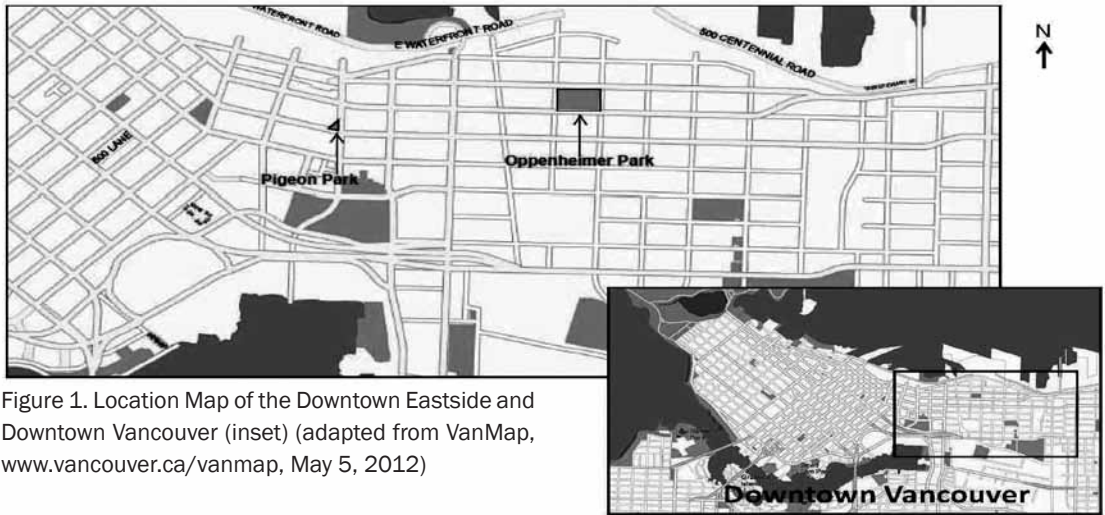 WATERFRONT ROAD
E WATERFRONT ROAD
500 CENTENNIAL ROAD
N
800 LANE
Oppenheimer Park
Pigeon Park
Downtown Vancouver
Figure 1. Location Map of the Downtown Eastside and
Downtown Vancouver (inset) (adapted from VanMap,
www.vancouver.ca/vanmap, May 5, 2012)